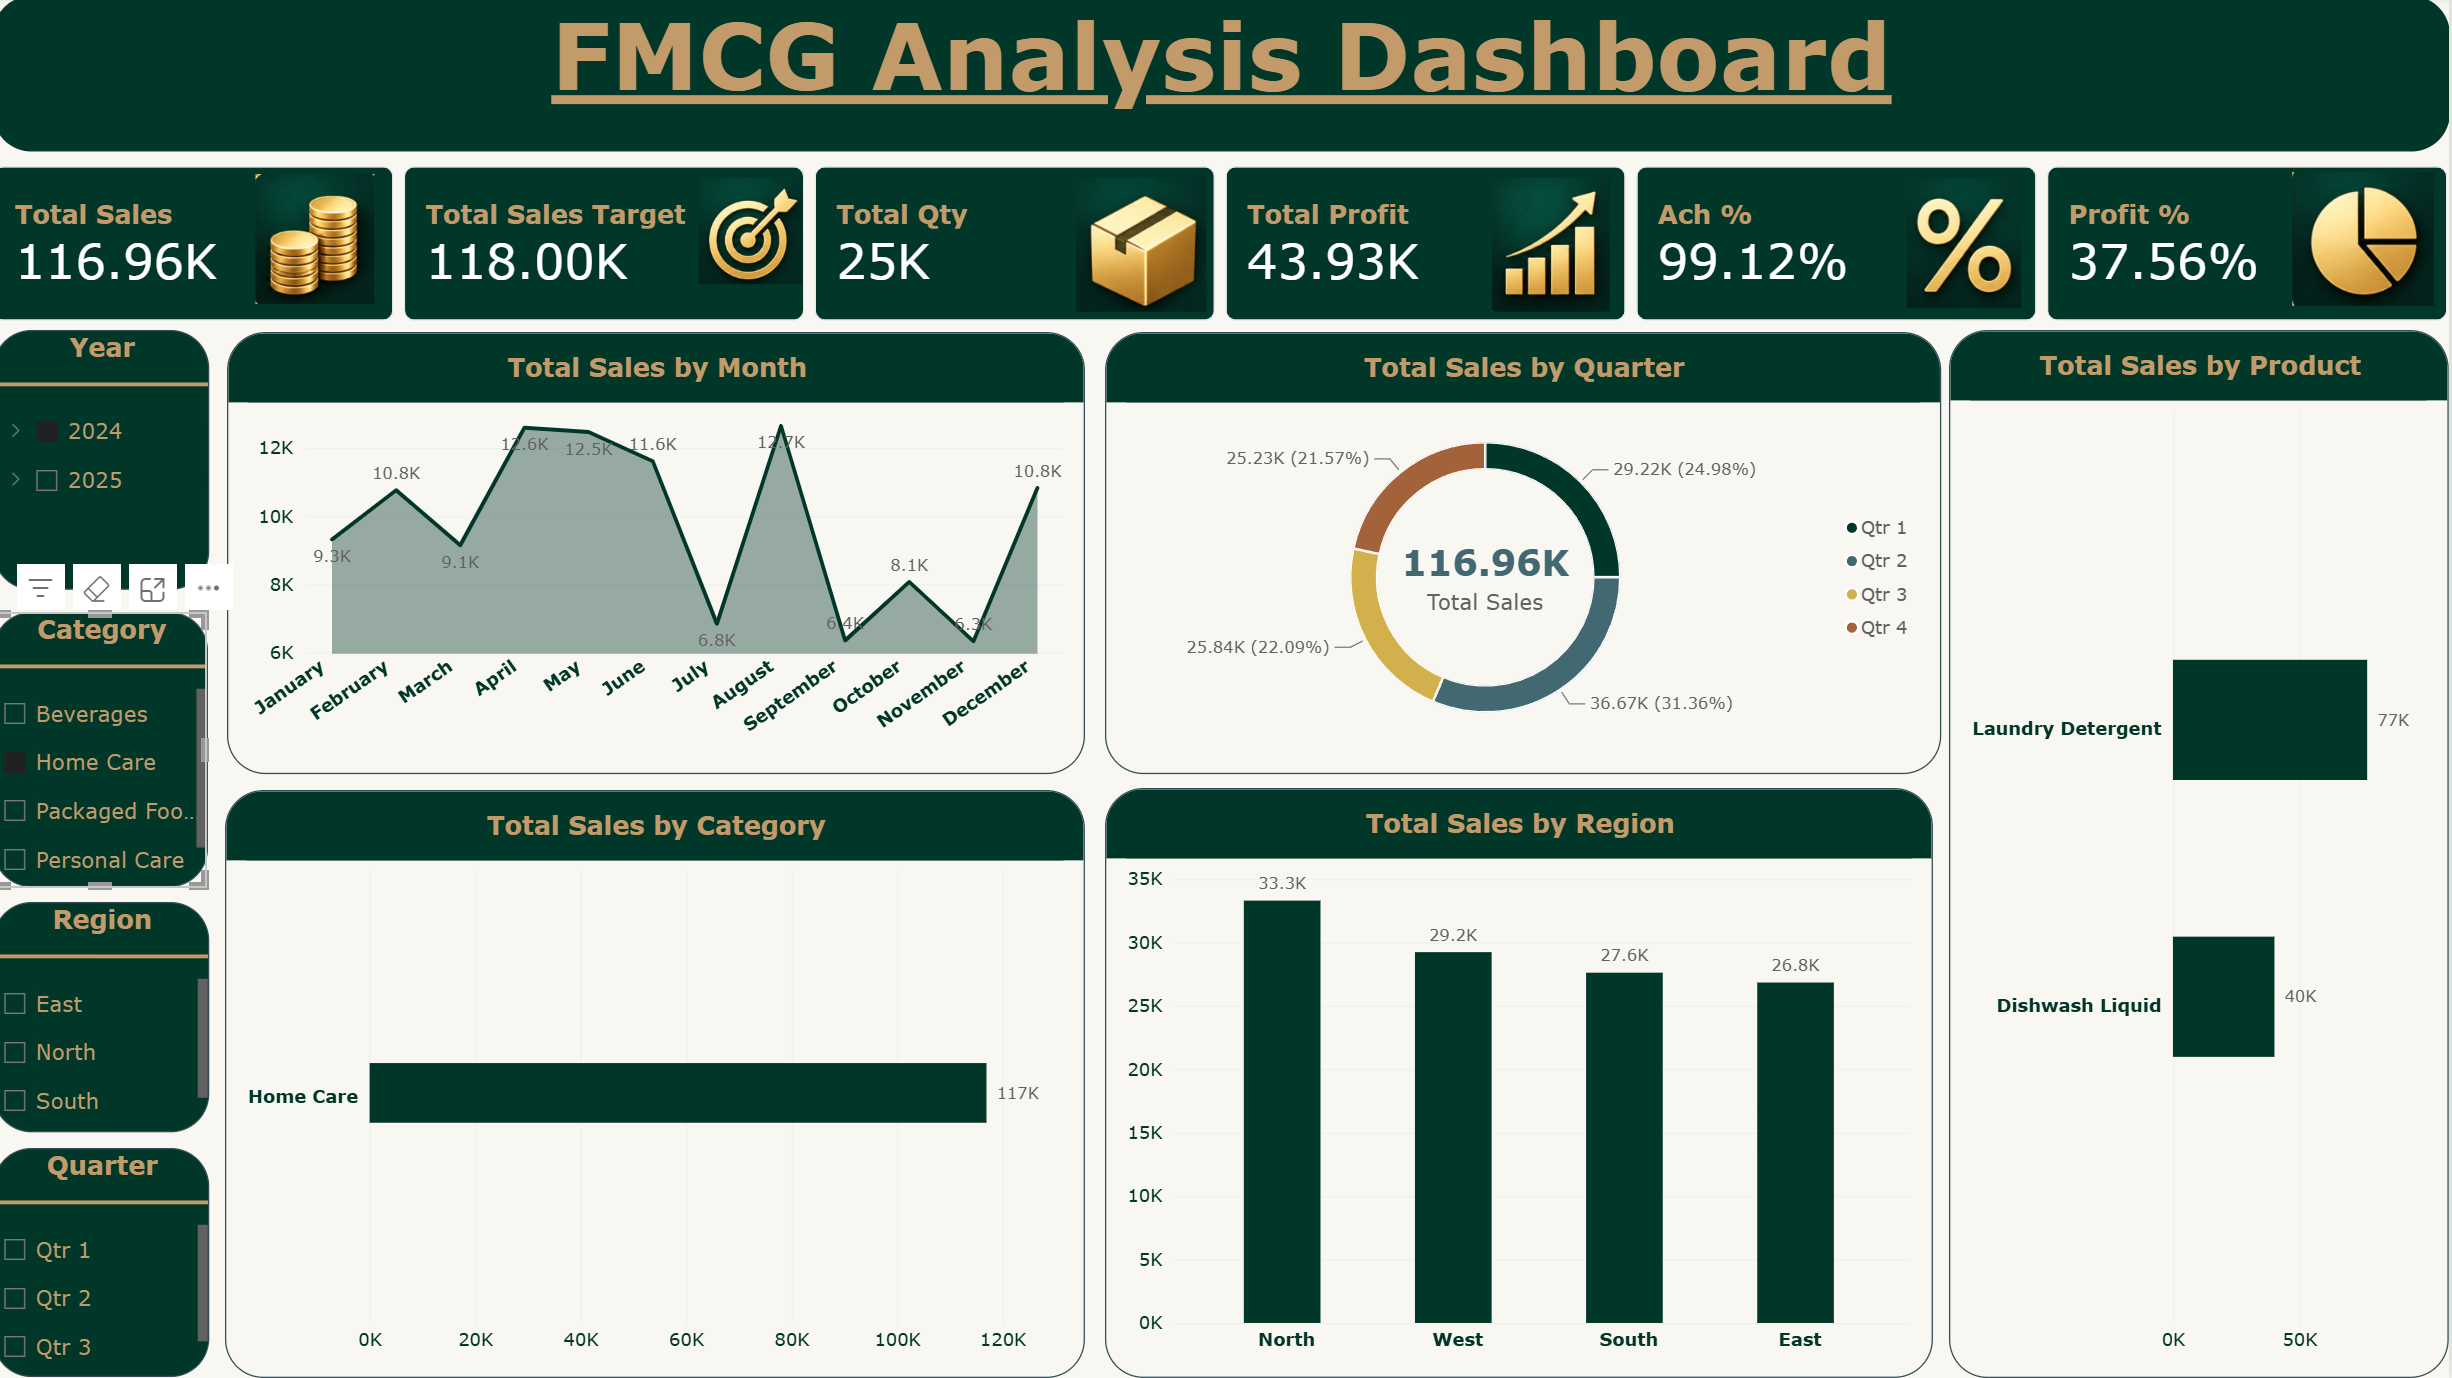 FMCG Analysis Dashboard
Total Sales
116.96K
Total Sales Target
118.00K
Total Qty
25K
Total Profit
43.93K
Ach %
99.12%
Profit %
37.56%
Year
2024
2025
Category
Beverages
Home Care
Packaged Foo...
Personal Care
Region
East
North
South
Quarter
Qtr 1
Qtr 2
Qtr 3
Total Sales by Month
12K
10K
8K
6K
9.3K
10.8K
9.1K
12.6K
12.5K
11.6K
6.8K
12.7K
6.4K
8.1K
6.3K
10.8K
January
February
March
April
May
June
July
August
September
October
November
December
Total Sales by Quarter
25.23K (21.57%)
29.22K (24.98%)
25.84K (22.09%)
36.67K (31.36%)
116.96K
Total Sales
Qtr 1
Qtr 2
Qtr 3
Qtr 4
Total Sales by Product
Laundry Detergent
77K
Dishwash Liquid
40K
0K
50K
Total Sales by Category
Home Care
117K
0K
20K
40K
60K
80K
100K
120K
Total Sales by Region
35K
30K
25K
20K
15K
10K
5K
0K
33.3K
29.2K
27.6K
26.8K
North
West
South
East